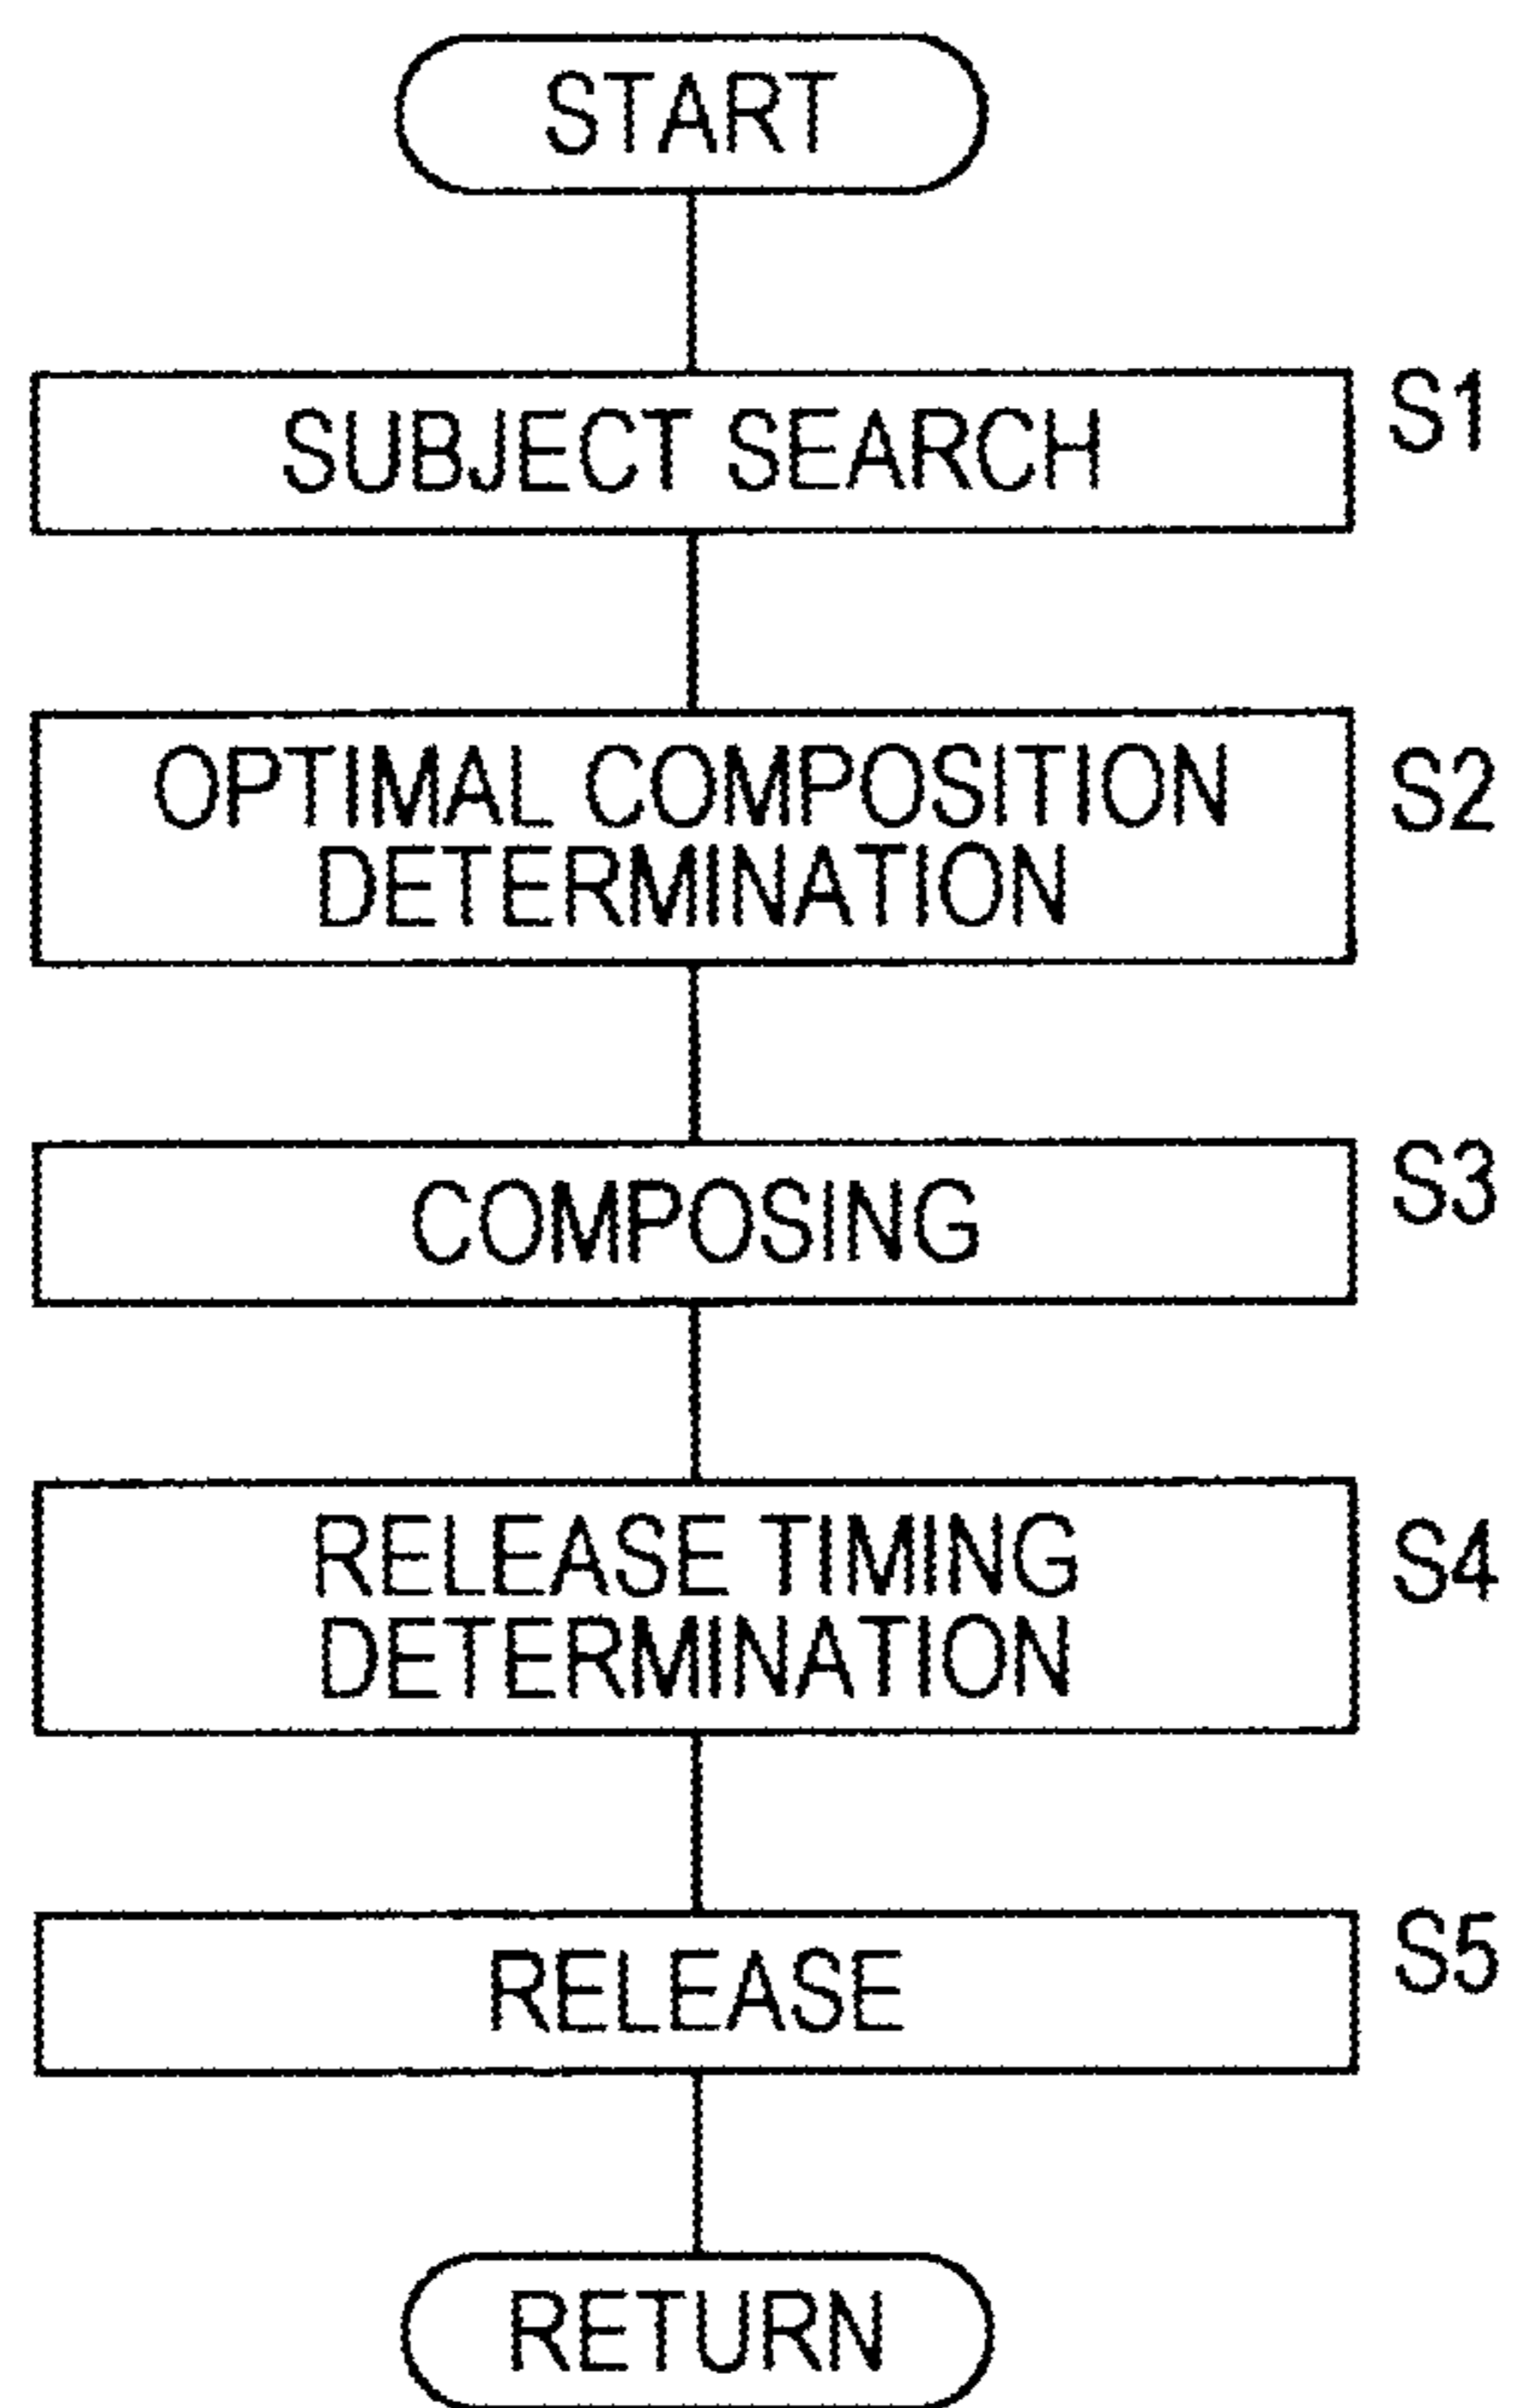 START
SUBJECT SEARCH
S1
OPTIMAL COMPOSITION
DETERMINATION
S2
COMPOSING
S3
RELEASE TIMING
DETERMINATION
S4
RELEASE
S5
RETURN